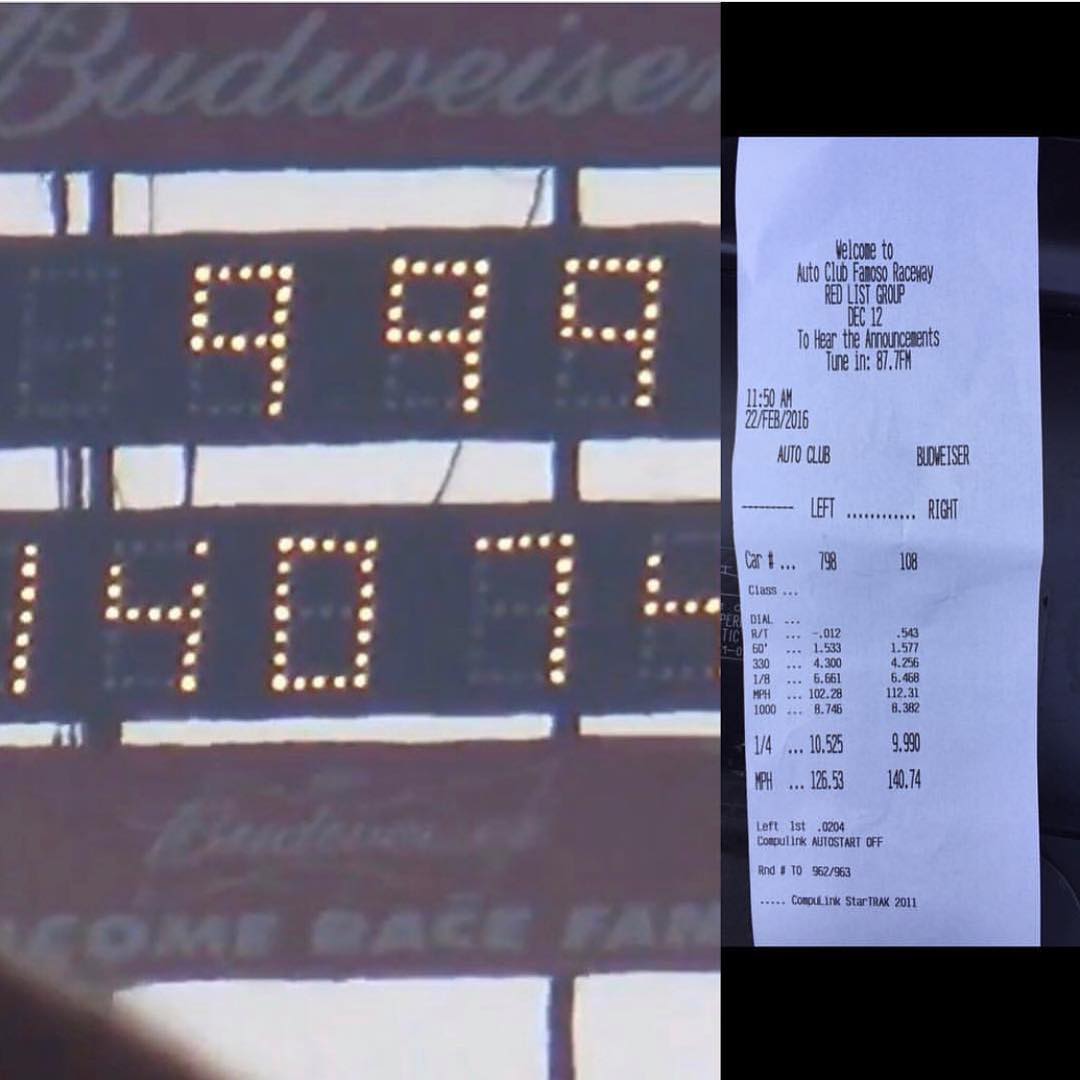 Budweiser
9 9 9
1 4 0 7 4
Budweiser of
COME RACE FAM
Welcome to
Auto Club Famoso Raceway
RED LIST GROUP
DEC 12
To Hear the Announcements
Tune in: 87.7FM
11:50 AM
22/FEB/2016
AUTO CLUB BUDWEISER
--------- LEFT ............ RIGHT
Car # ... 798 108
Class ...
DIAL ...
R/T ... -.012 .543
60' ... 1.533 1.577
330 ... 4.300 4.256
1/8 ... 6.661 6.468
MPH ... 102.28 112.31
1000 ... 8.746 8.382
1/4 ... 10.525 9.990
MPH ... 126.53 140.74
Left 1st .0204
Compulink AUTOSTART OFF
Rnd # TO 962/963
..... CompuLink StarTRAK 2011